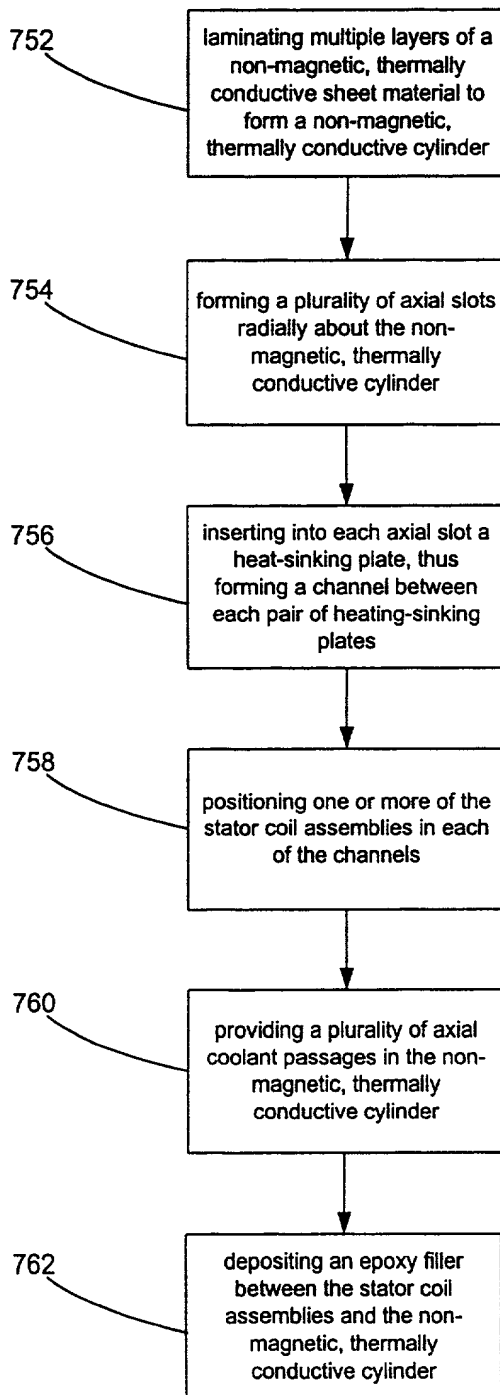 752
laminating multiple layers of a
non-magnetic, thermally
conductive sheet material to
form a non-magnetic,
thermally conductive cylinder
754
forming a plurality of axial slots
radially about the non-
magnetic, thermally
conductive cylinder
756
inserting into each axial slot a
heat-sinking plate, thus
forming a channel between
each pair of heating-sinking
plates
758
positioning one or more of the
stator coil assemblies in each
of the channels
760
providing a plurality of axial
coolant passages in the non-
magnetic, thermally
conductive cylinder
762
depositing an epoxy filler
between the stator coil
assemblies and the non-
magnetic, thermally
conductive cylinder